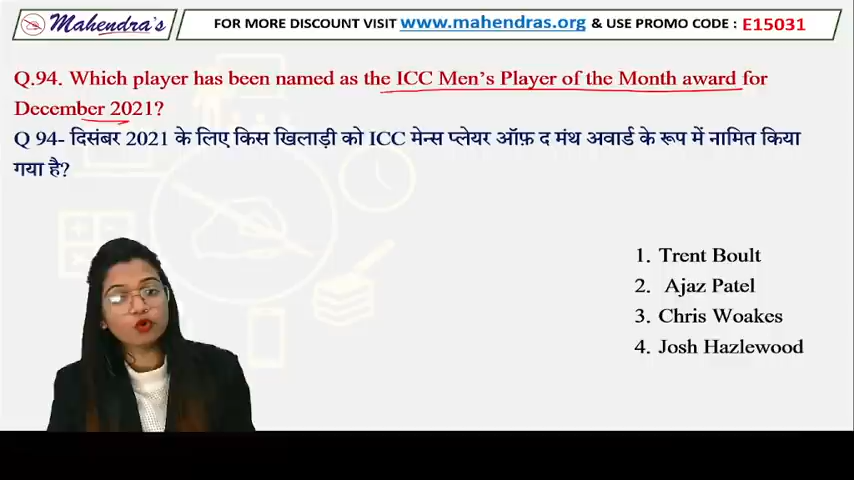 Mahendra's
FOR MORE DISCOUNT VISIT www.mahendras.org & USE PROMO CODE : E15031
Q.94. Which player has been named as the ICC Men's Player of the Month award for
December 2021?
Q 94- दिसंबर 2021 के लिए किस खिलाड़ी को ICC मेन्स प्लेयर ऑफ़ द मंथ अवार्ड के रूप में नामित किया
गया है?
1. Trent Boult
2. Ajaz Patel
3. Chris Woakes
4. Josh Hazlewood